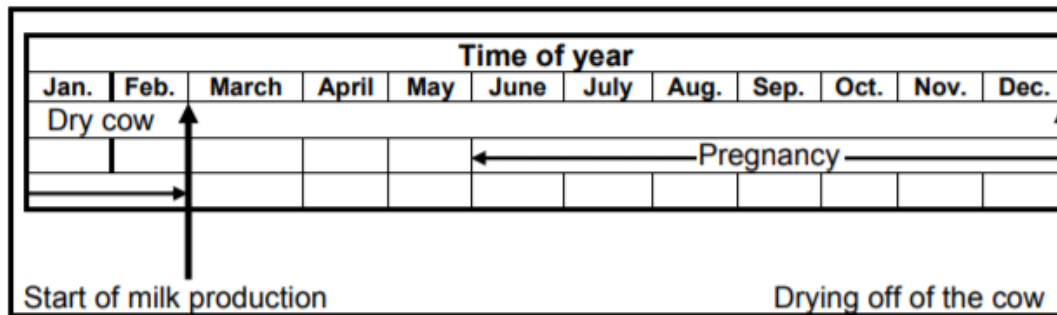 Time of year
Jan. Feb. March April May June July Aug. Sep. Oct. Nov. Dec.
Dry cow
Pregnancy
Start of milk production Drying off of the cow